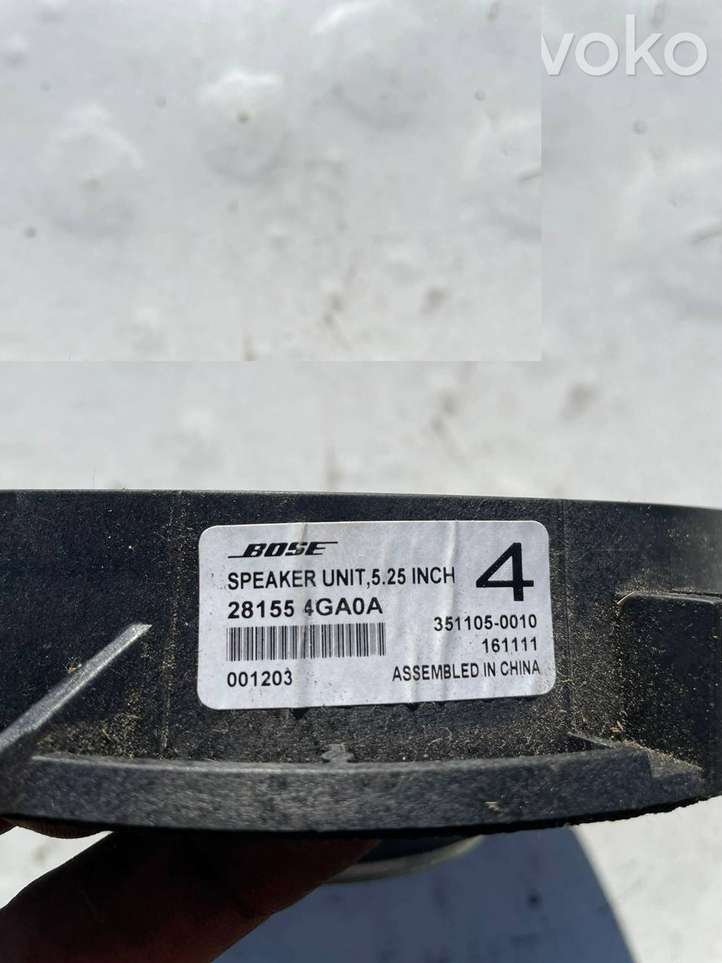 voko
BOSE
SPEAKER UNIT,5.25 INCH 4
28155 4GA0A
351105-0010
161111
001203
ASSEMBLED IN CHINA